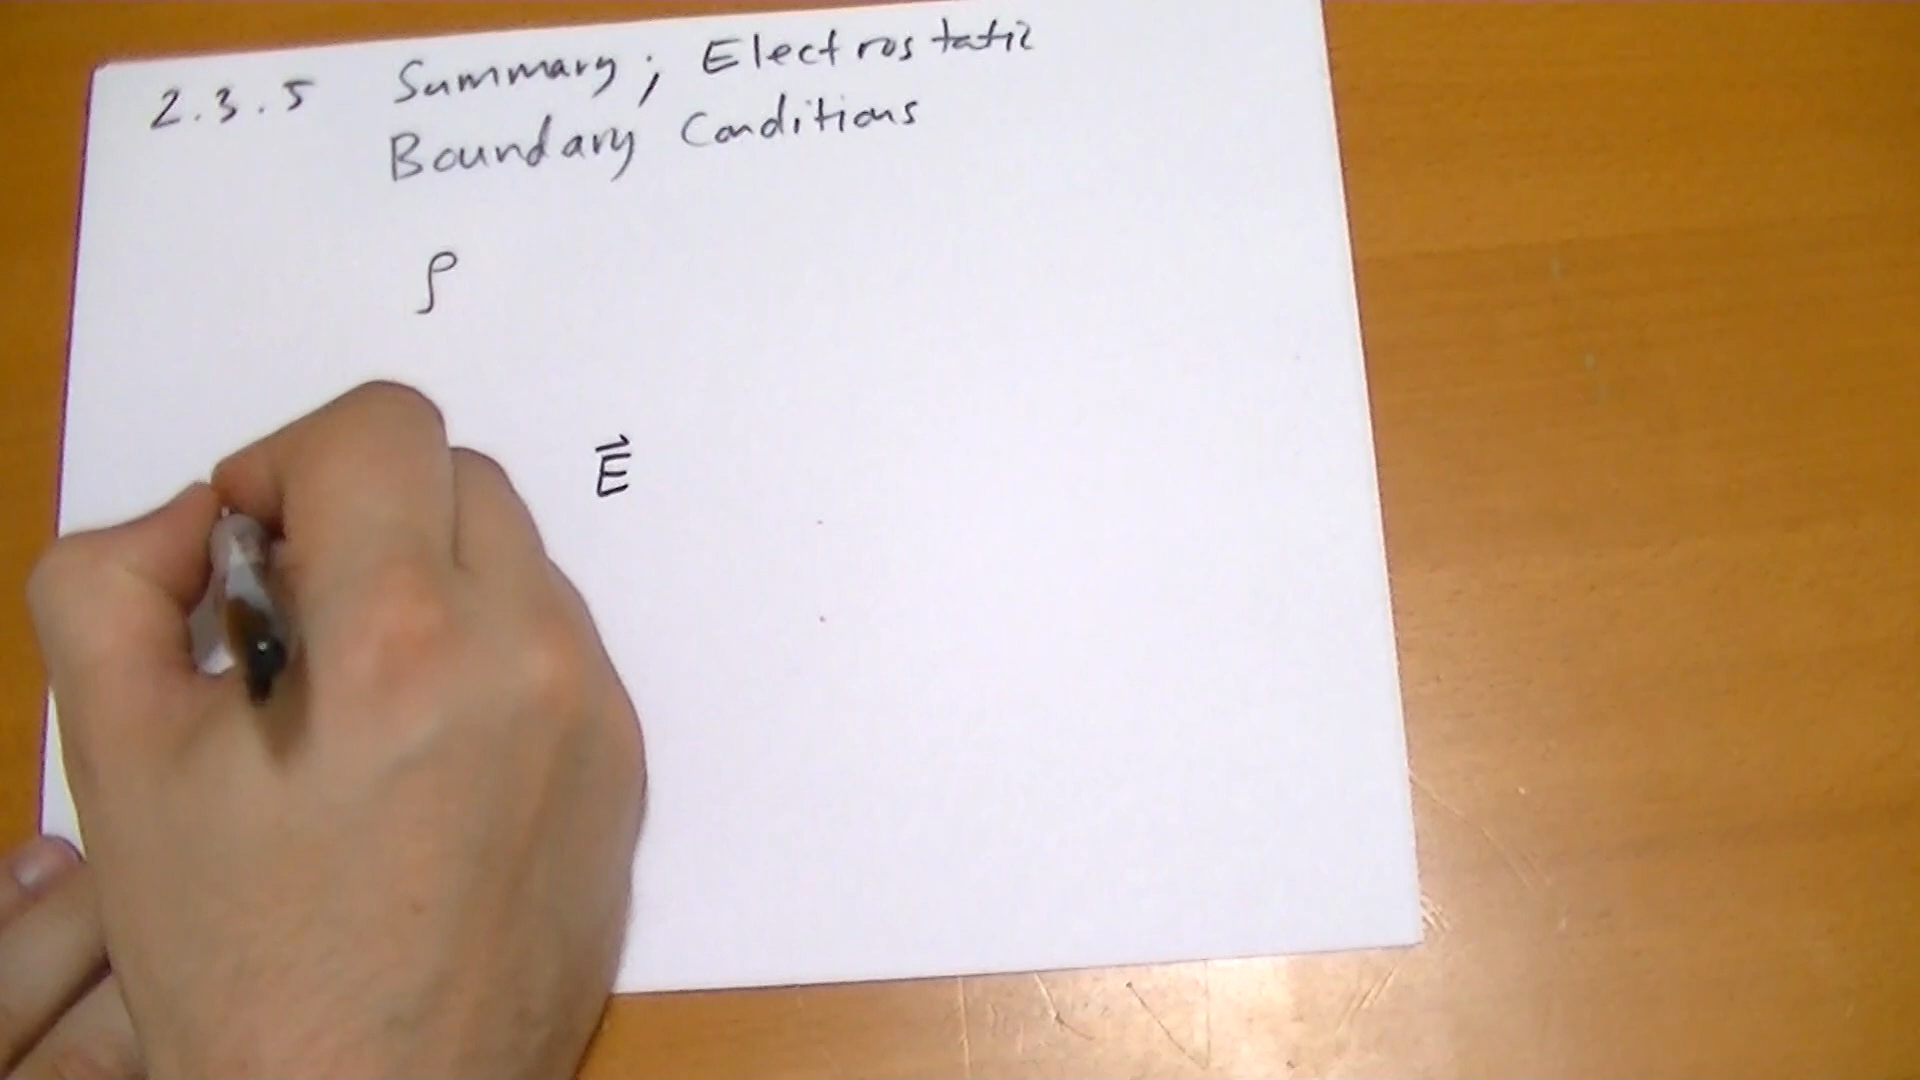 2.3.5 Summary; Electrostatic
Boundary Conditions
ρ
E⃗